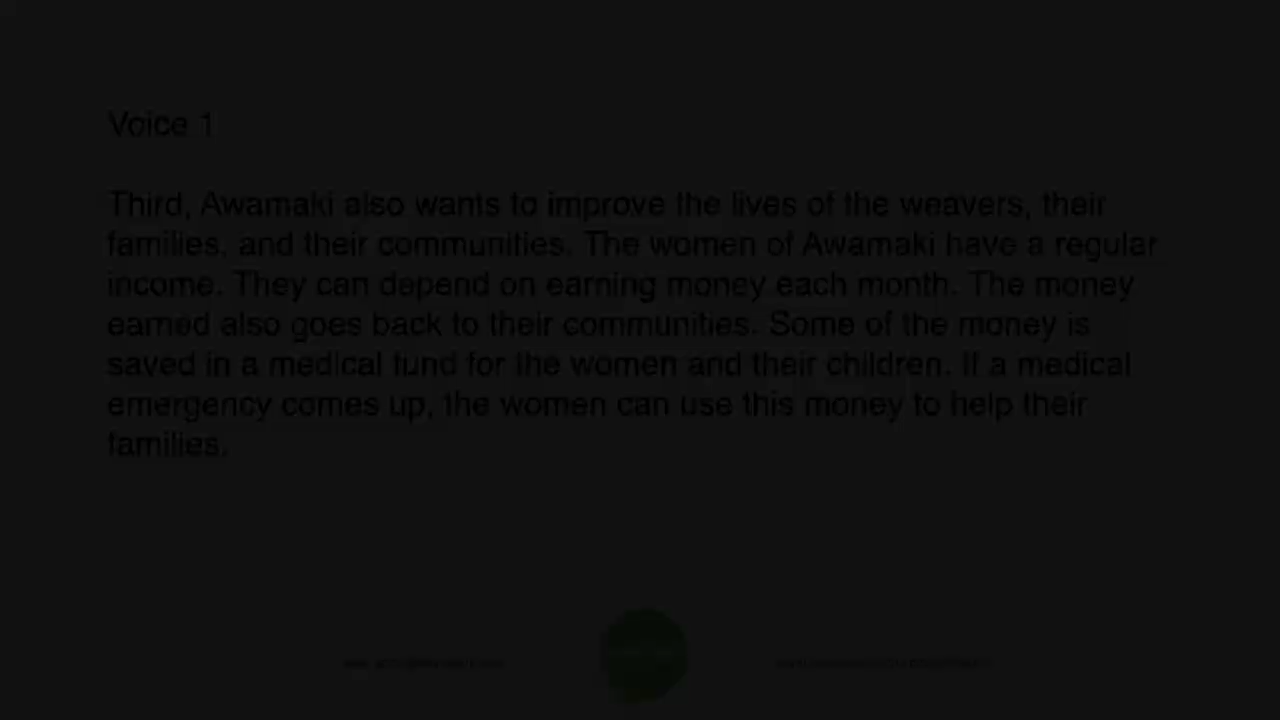 Voice 1
Third, Awamaki also wants to improve the lives of the weavers, their
families, and their communities. The women of Awamaki have a regular
income. They can depend on earning money each month. The money
earned also goes back to their communities. Some of the money is
saved in a medical fund for the women and their children. If a medical
emergency comes up, the women can use this money to help their
families.